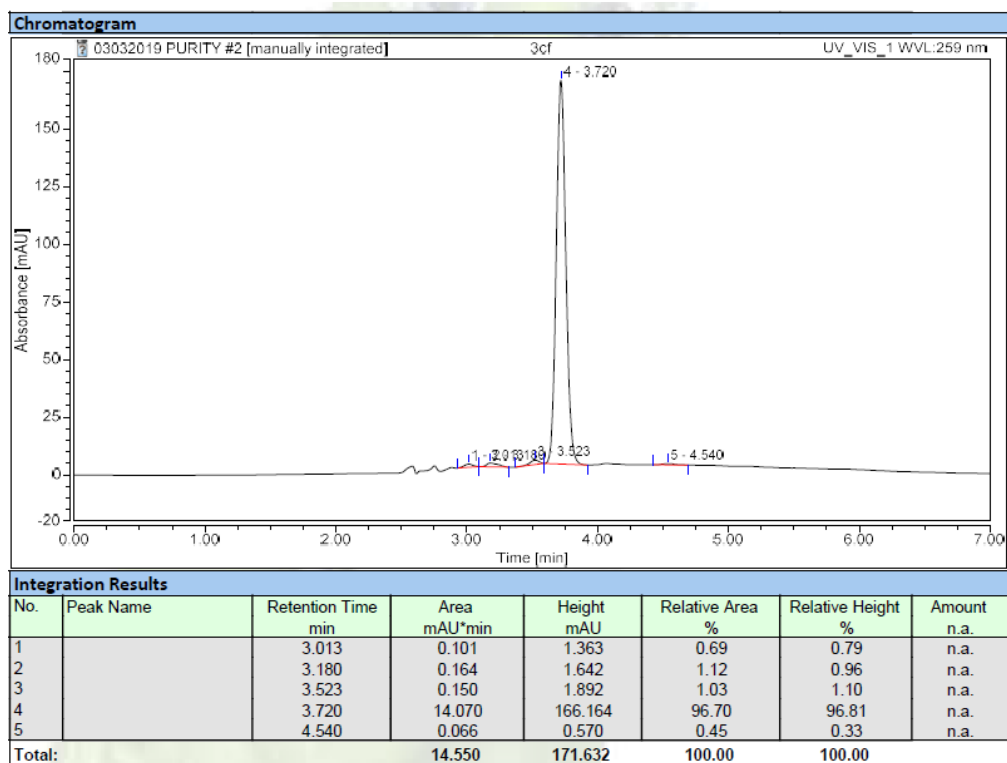 Chromatogram
03032019 PURITY #2 [manually integrated] 3cf UV_VIS_1 WVL:259 nm
180
150
125
100
75
50
25
0
-20
Absorbance [mAU]
4 - 3.720
3 - 3.523
5 - 4.540
0.00 1.00 2.00 3.00 4.00 5.00 6.00 7.00
Time [min]
Integration Results
No. Peak Name Retention Time Area Height Relative Area Relative Height Amount
min mAU*min mAU % % n.a.
1 3.013 0.101 1.363 0.69 0.79 n.a.
2 3.180 0.164 1.642 1.12 0.96 n.a.
3 3.523 0.150 1.892 1.03 1.10 n.a.
4 3.720 14.070 166.164 96.70 96.81 n.a.
5 4.540 0.066 0.570 0.45 0.33 n.a.
Total: 14.550 171.632 100.00 100.00